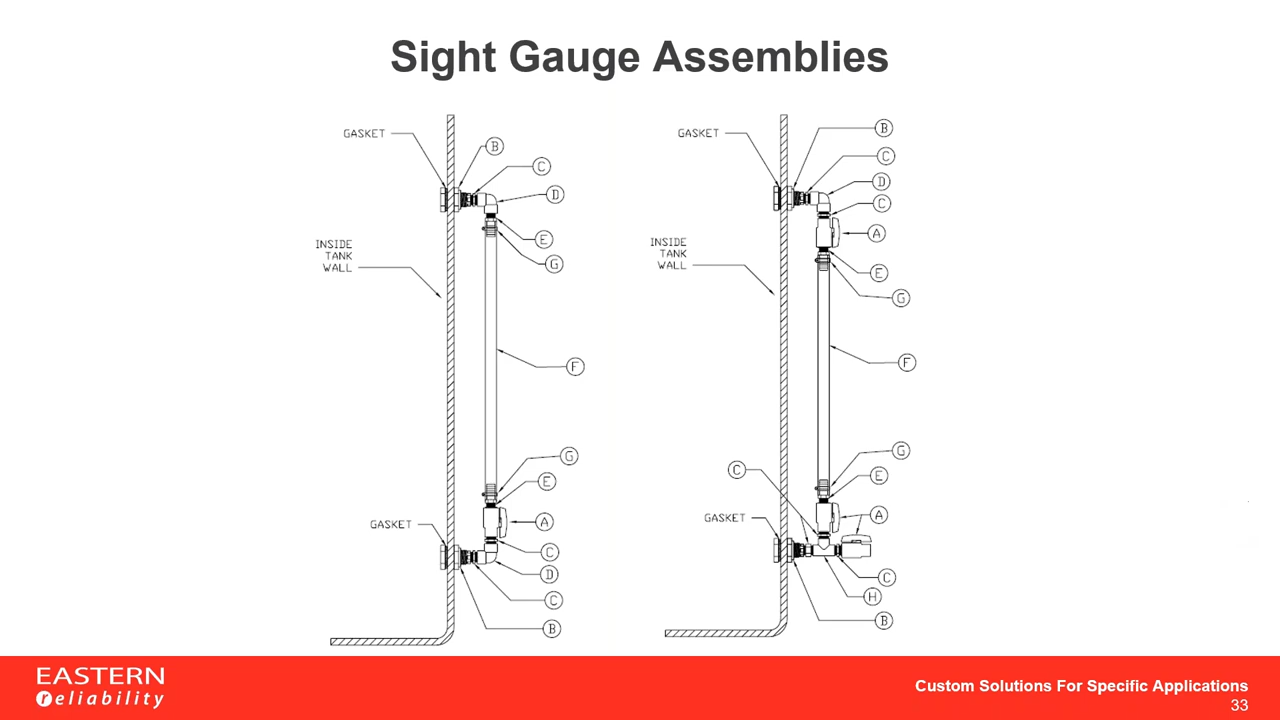 Sight Gauge Assemblies
GASKET
B
C
D
E
G
INSIDE
TANK
WALL
F
G
E
A
GASKET
C
D
C
B
GASKET
B
C
D
C
A
E
G
INSIDE
TANK
WALL
F
G
C
E
A
GASKET
C
H
B
EASTERN
reliability
Custom Solutions For Specific Applications
33